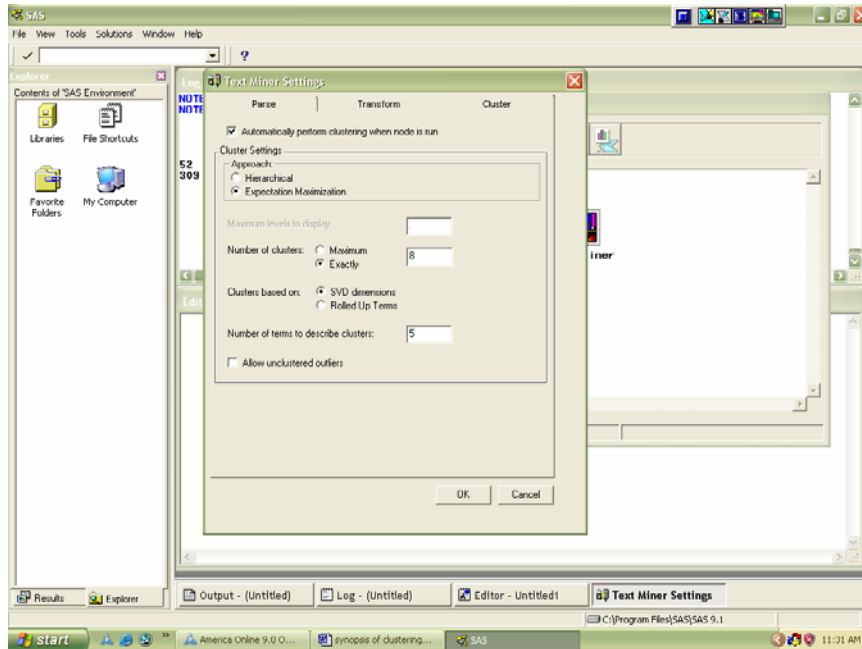 SAS
File View Tools Solutions Window Help
Explorer
Contents of 'SAS Environment'
Libraries
File Shortcuts
Favorite Folders
My Computer
Results
Explorer
Log
NOTE
NOTE
52
309
Edit
iner
Text Miner Settings
Parse
Transform
Cluster
Automatically perform clustering when node is run
Cluster Settings
Approach
Hierarchical
Expectation Maximization
Maximum levels to display
Number of clusters:
Maximum
Exactly
8
Clusters based on:
SVD dimensions
Rolled Up Terms
Number of terms to describe clusters:
5
Allow unclustered outliers
OK
Cancel
Output - (Untitled)
Log - (Untitled)
Editor - Untitled1
Text Miner Settings
C:\Program Files\SAS\SAS 9.1
start
America Online 9.0 O...
synopsis of clustering...
SAS
11:31 AM